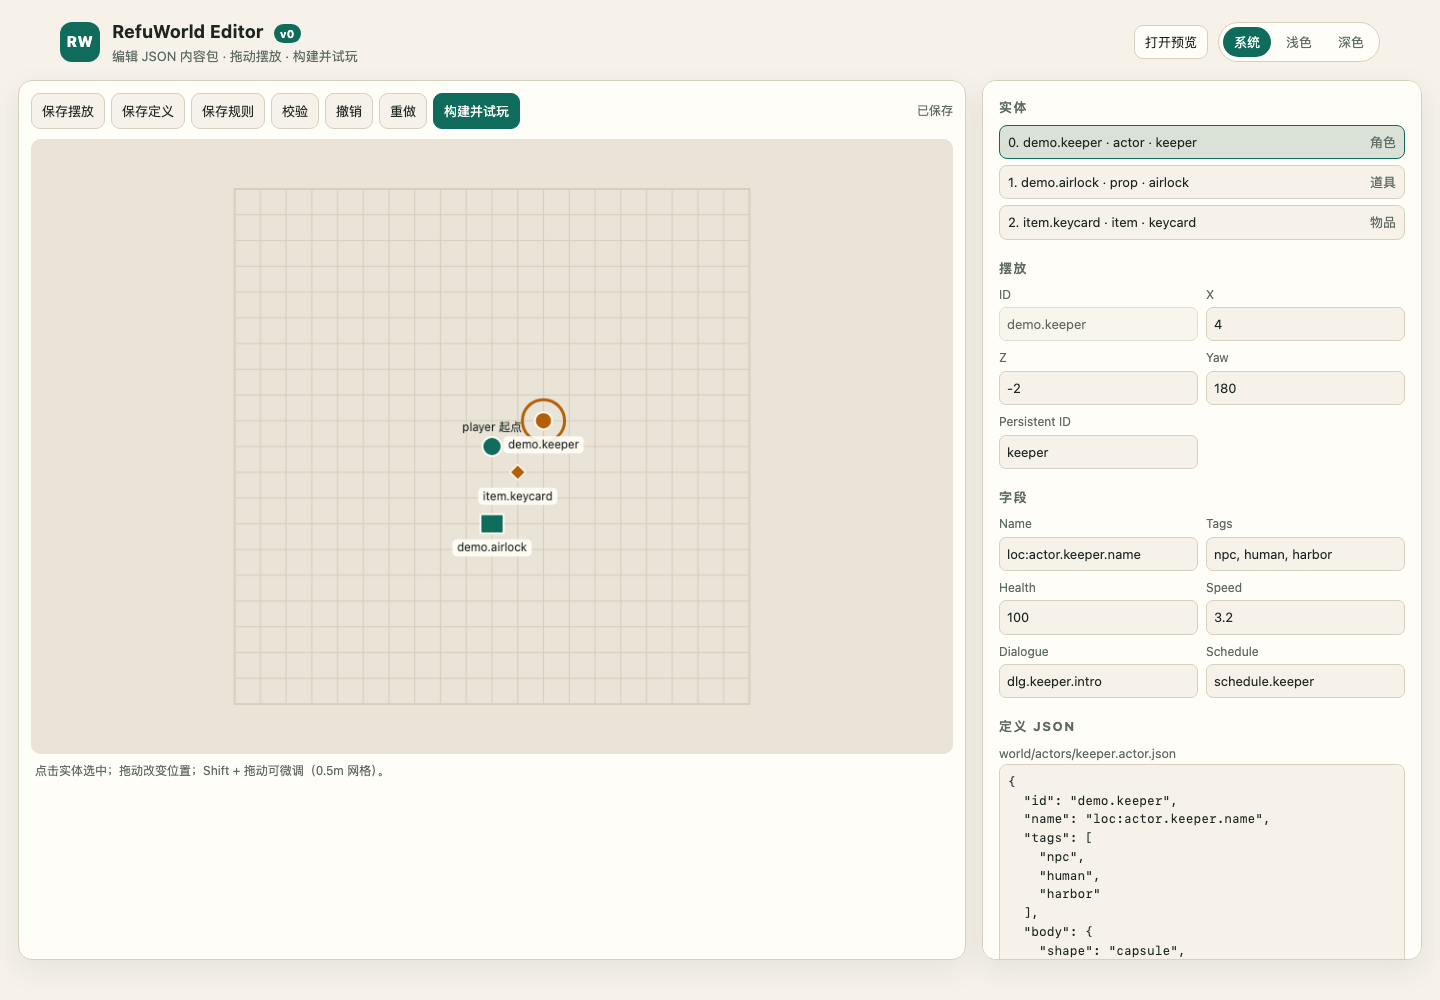 RW
RefuWorld Editor v0
编辑 JSON 内容包 · 拖动摆放 · 构建并试玩
打开预览 系统 浅色 深色
保存摆放 保存定义 保存规则 校验 撤销 重做 构建并试玩 已保存
player 起点
demo.keeper
item.keycard
demo.airlock
点击实体选中；拖动改变位置；Shift + 拖动可微调（0.5m 网格）。
实体
0. demo.keeper · actor · keeper 角色
1. demo.airlock · prop · airlock 道具
2. item.keycard · item · keycard 物品
摆放
ID X
demo.keeper 4
Z Yaw
-2 180
Persistent ID
keeper
字段
Name Tags
loc:actor.keeper.name npc, human, harbor
Health Speed
100 3.2
Dialogue Schedule
dlg.keeper.intro schedule.keeper
定义 JSON
world/actors/keeper.actor.json
{
"id": "demo.keeper",
"name": "loc:actor.keeper.name",
"tags": [
"npc",
"human",
"harbor"
],
"body": {
"shape": "capsule",